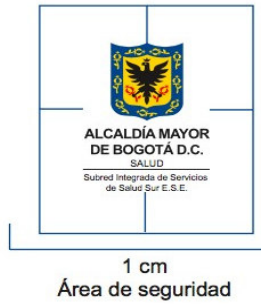 ALCALDÍA MAYOR
DE BOGOTÁ D.C.
SALUD
Subred Integrada de Servicios
de Salud Sur E.S.E.
1 cm
Área de seguridad